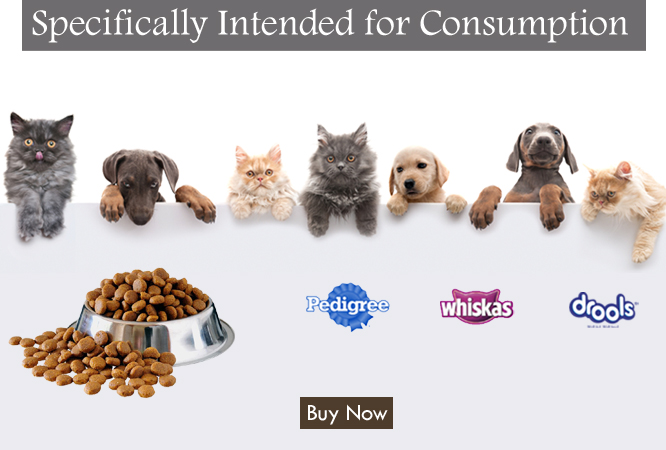 Specifically Intended for Consumption
Pedigree
whiskas
drools
Buy Now